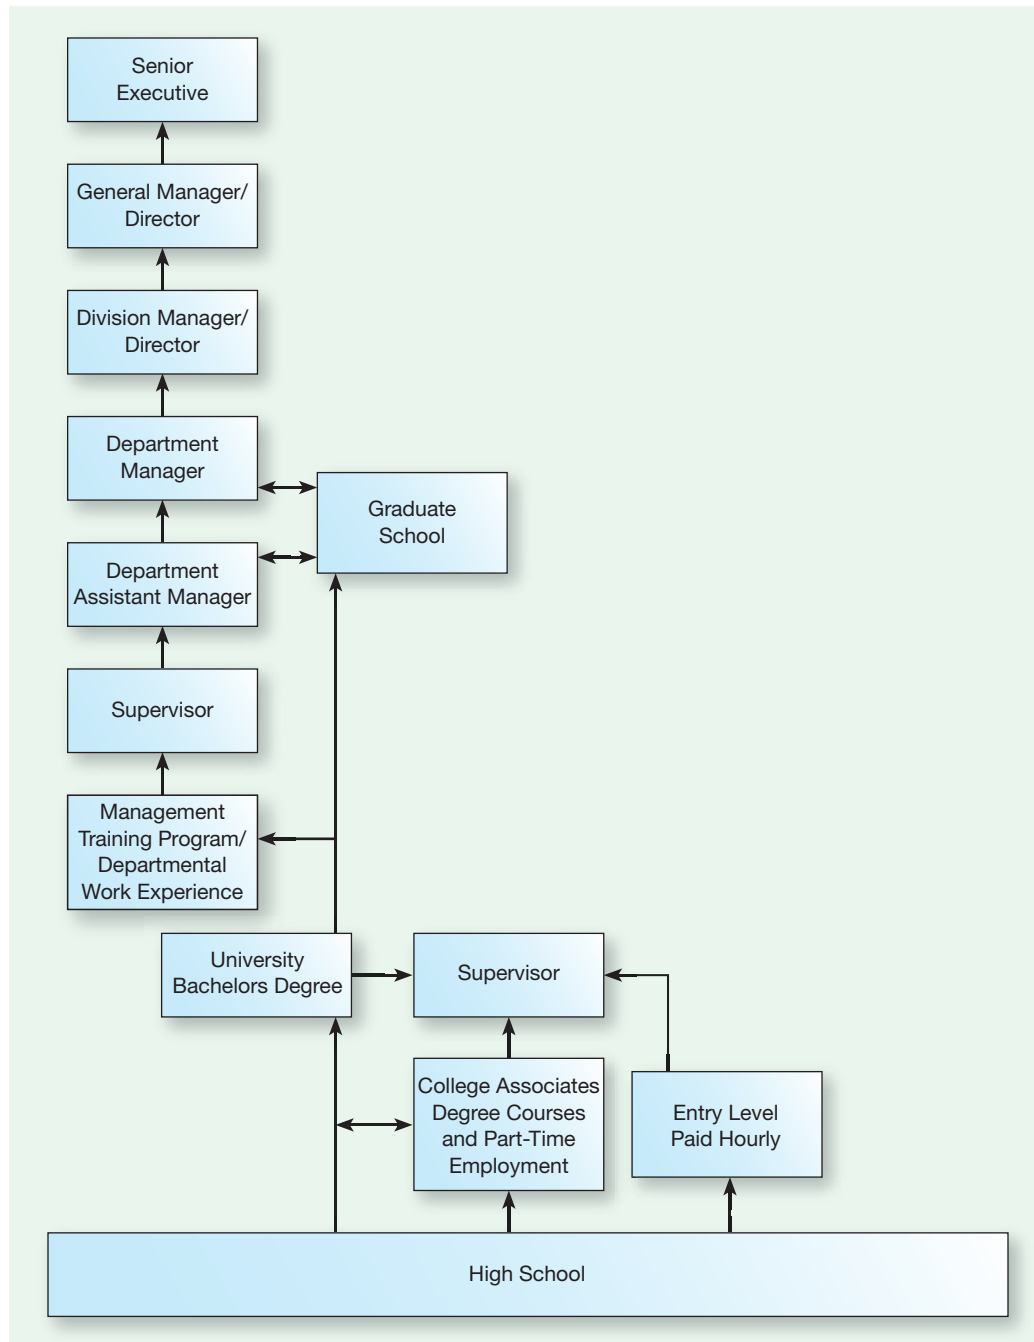 Senior
Executive
General Manager/
Director
Division Manager/
Director
Department
Manager
Graduate
School
Department
Assistant Manager
Supervisor
Management
Training Program/
Departmental
Work Experience
University
Bachelors Degree
Supervisor
College Associates
Degree Courses
and Part-Time
Employment
Entry Level
Paid Hourly
High School